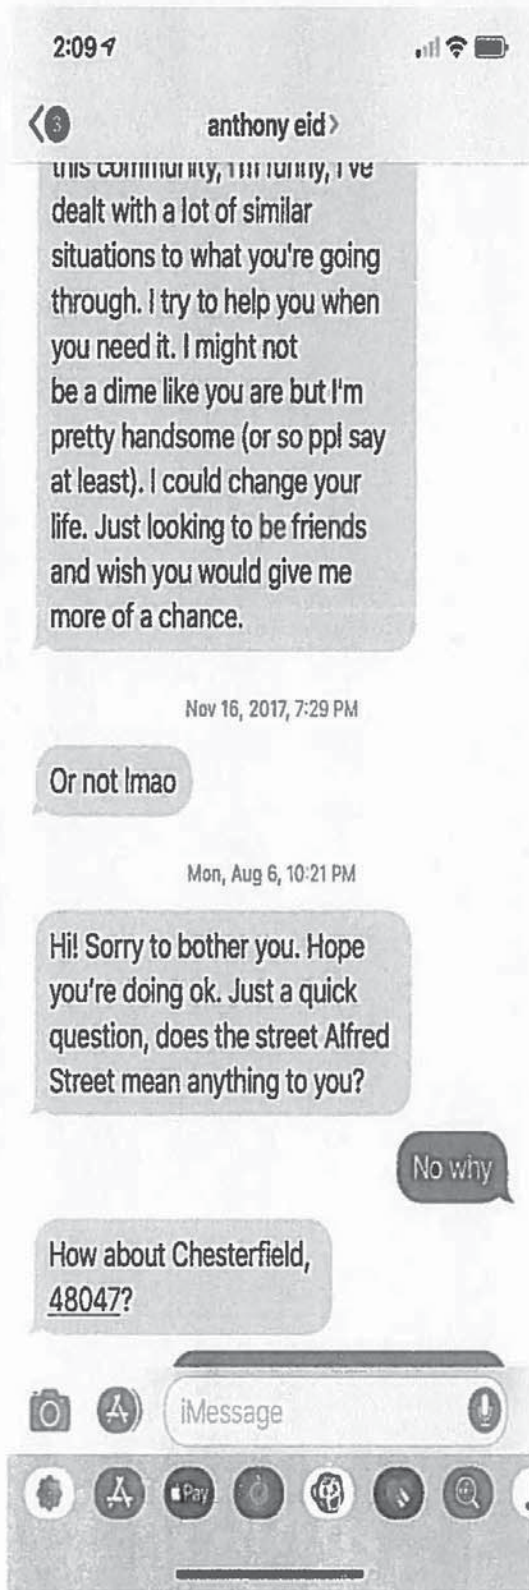 2:09
3
anthony eid >
this community, I'm funny, I've
dealt with a lot of similar
situations to what you're going
through. I try to help you when
you need it. I might not
be a dime like you are but I'm
pretty handsome (or so ppl say
at least). I could change your
life. Just looking to be friends
and wish you would give me
more of a chance.
Nov 16, 2017, 7:29 PM
Or not lmao
Mon, Aug 6, 10:21 PM
Hi! Sorry to bother you. Hope
you're doing ok. Just a quick
question, does the street Alfred
Street mean anything to you?
No why
How about Chesterfield,
48047?
iMessage
Pay